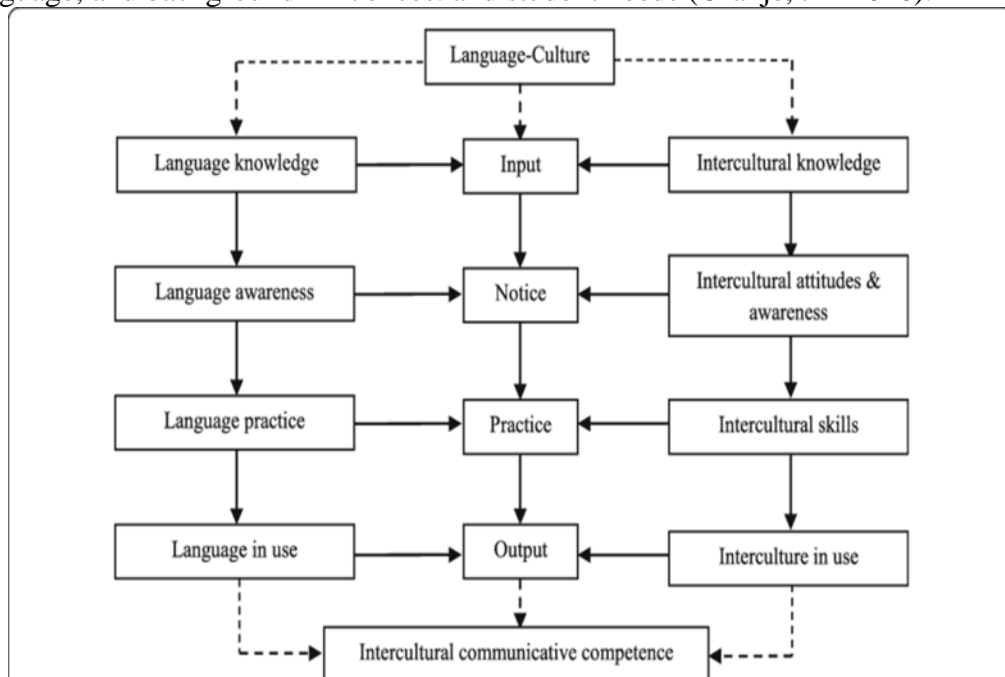 Language-Culture
Language knowledge
Input
Intercultural knowledge
Language awareness
Notice
Intercultural attitudes &
awareness
Language practice
Practice
Intercultural skills
Language in use
Output
Interculture in use
Intercultural communicative competence